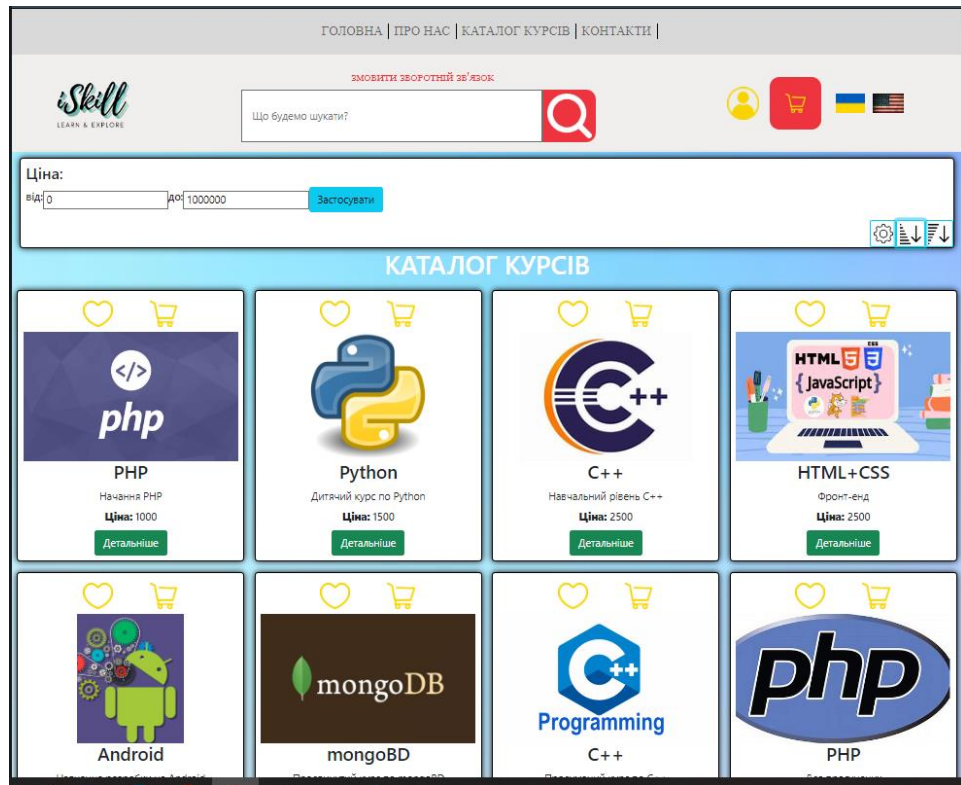 ГОЛОВНА | ПРО НАС | КАТАЛОГ КУРСІВ | КОНТАКТИ |
змовити зворотній зв'язок
iSkill
LEARN & EXPLORE
Що будемо шукати?
Ціна:
від: 0 до: 1000000 Застосувати
КАТАЛОГ КУРСІВ
</>
php
PHP
Начання PHP
Ціна: 1000
Детальніше
Python
Дитячий курс по Python
Ціна: 1500
Детальніше
C++
C++
Навчальний рівень C++
Ціна: 2500
Детальніше
HTML 5 CSS 3
{ JavaScript }
HTML+CSS
Фронт-енд
Ціна: 2500
Детальніше
Android
mongoDB
mongoBD
C++
Programming
C++
php
PHP